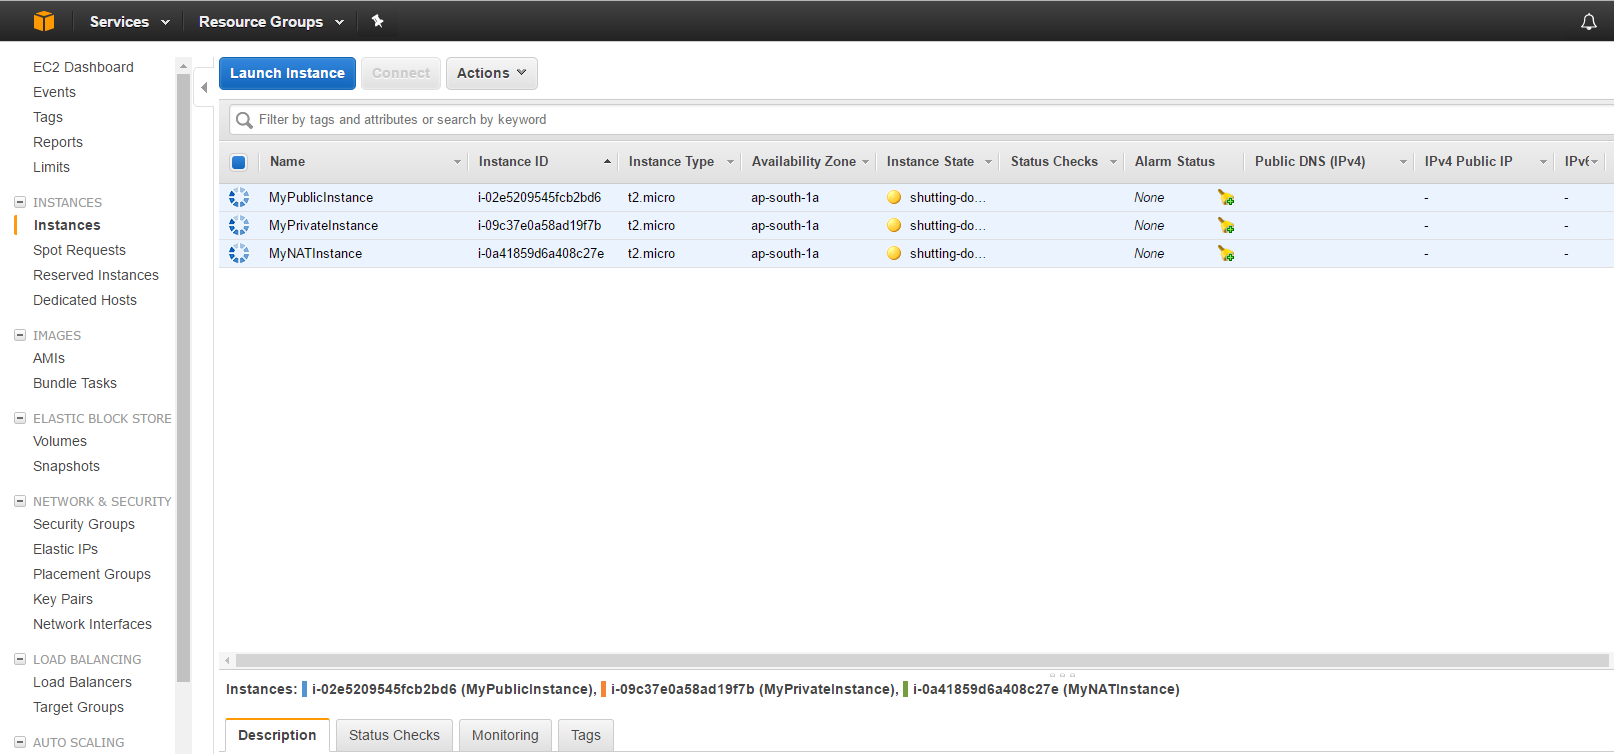 Services Resource Groups
EC2 Dashboard
Events
Tags
Reports
Limits
INSTANCES
Instances
Spot Requests
Reserved Instances
Dedicated Hosts
IMAGES
AMIs
Bundle Tasks
ELASTIC BLOCK STORE
Volumes
Snapshots
NETWORK & SECURITY
Security Groups
Elastic IPs
Placement Groups
Key Pairs
Network Interfaces
LOAD BALANCING
Load Balancers
Target Groups
AUTO SCALING
Launch Instance Connect Actions
Filter by tags and attributes or search by keyword
Name Instance ID Instance Type Availability Zone Instance State Status Checks Alarm Status Public DNS (IPv4) IPv4 Public IP IPv6
MyPublicInstance i-02e5209545fcb2bd6 t2.micro ap-south-1a shutting-do... None - -
MyPrivateInstance i-09c37e0a58ad19f7b t2.micro ap-south-1a shutting-do... None - -
MyNATInstance i-0a41859d6a408c27e t2.micro ap-south-1a shutting-do... None - -
Instances: i-02e5209545fcb2bd6 (MyPublicInstance), i-09c37e0a58ad19f7b (MyPrivateInstance), i-0a41859d6a408c27e (MyNATInstance)
Description Status Checks Monitoring Tags